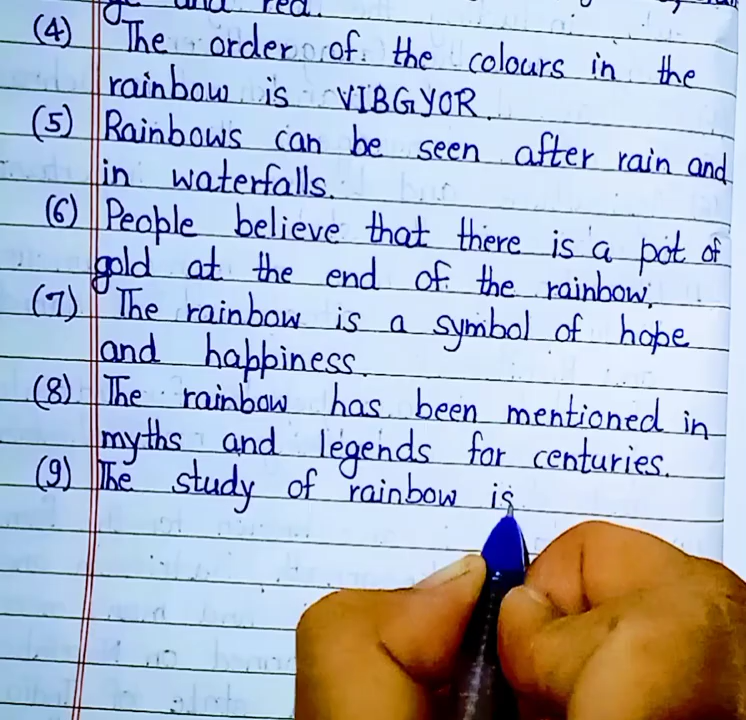 and red.
(4) The order of the colours in the
rainbow is VIBGYOR.
(5) Rainbows can be seen after rain and
in waterfalls.
(6) People believe that there is a pot of
gold at the end of the rainbow.
(7) The rainbow is a symbol of hope
and happiness.
(8) The rainbow has been mentioned in
myths and legends for centuries.
(9) The study of rainbow is